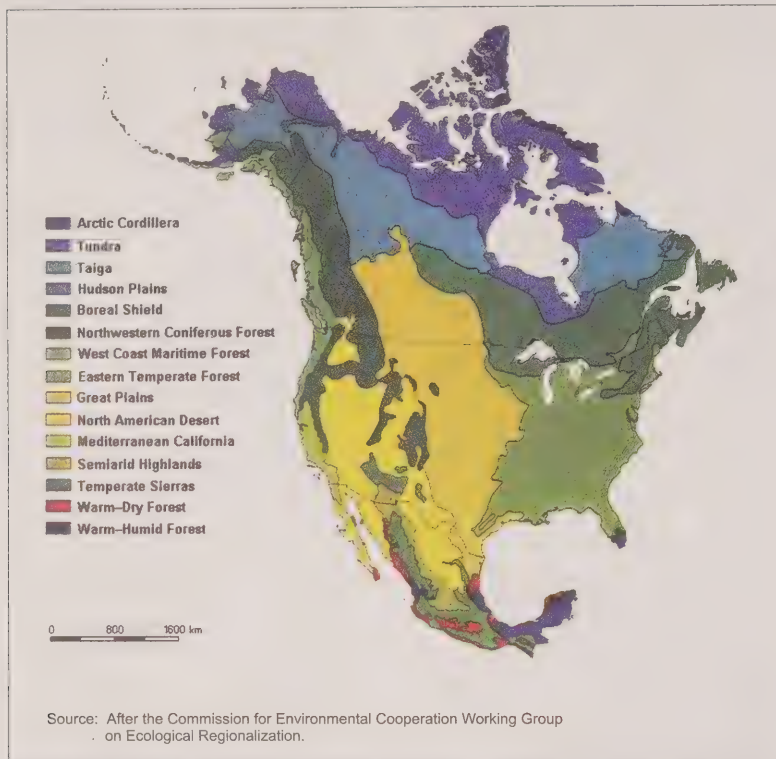 Arctic Cordillera
Tundra
Taiga
Hudson Plains
Boreal Shield
Northwestern Coniferous Forest
West Coast Maritime Forest
Eastern Temperate Forest
Great Plains
North American Desert
Mediterranean California
Semiarid Highlands
Temperate Sierras
Warm–Dry Forest
Warm–Humid Forest
0 800 1600 km
Source: After the Commission for Environmental Cooperation Working Group
on Ecological Regionalization.